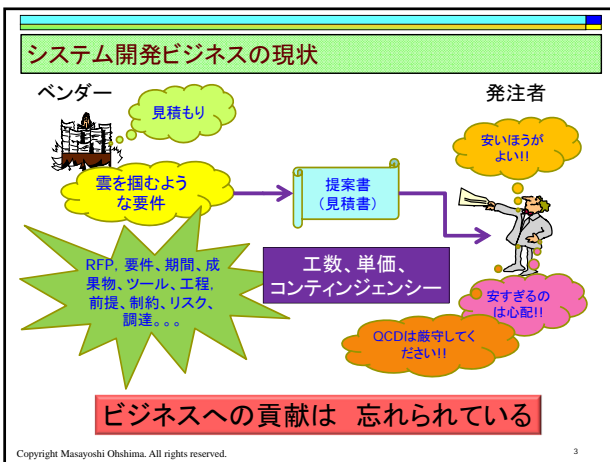 システム開発ビジネスの現状
ベンダー
発注者
見積もり
安いほうが
よい!!
雲を掴むよう
な要件
提案書
（見積書）
RFP, 要件、期間、成
果物、ツール、工程,
前提、制約、リスク、
調達。。。
工数、単価、
コンティンジェンシー
安すぎるの
は心配!!
QCDは厳守してく
ださい!!
ビジネスへの貢献は 忘れられている
Copyright Masayoshi Ohshima. All rights reserved.
3